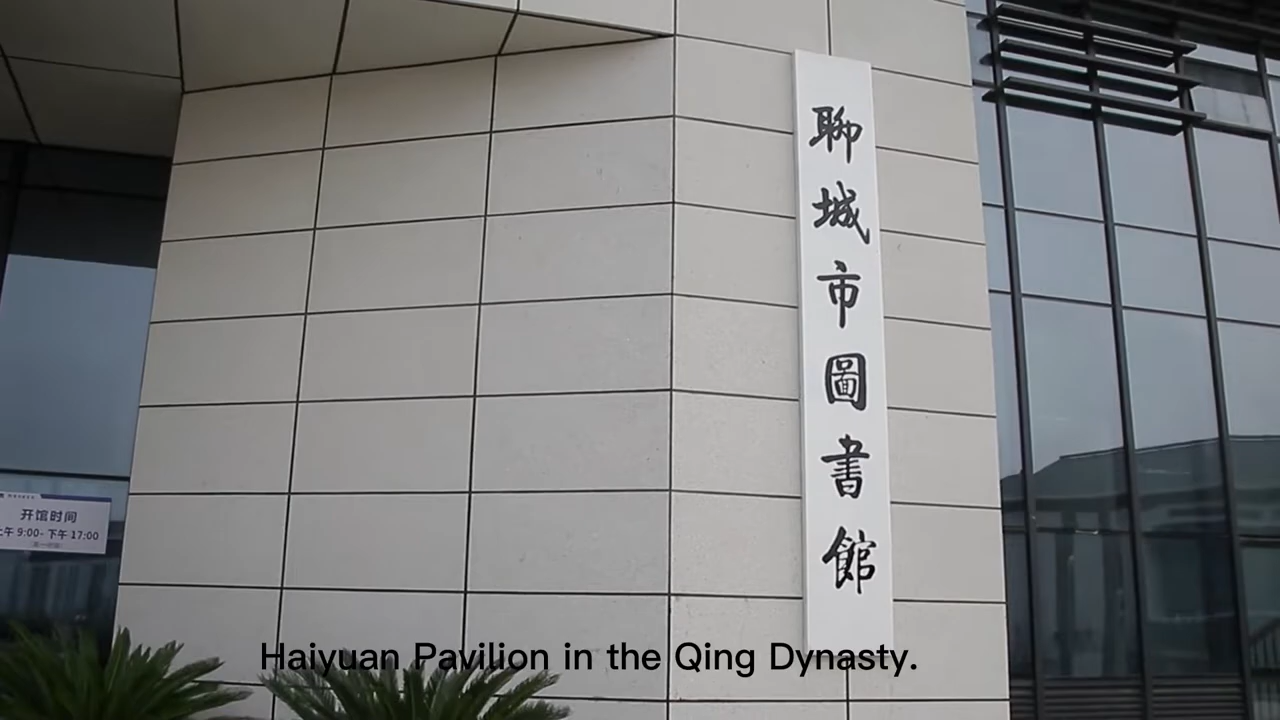 聊城市圖書館
开馆时间
上午 9:00- 下午 17:00
Haiyuan Pavilion in the Qing Dynasty.